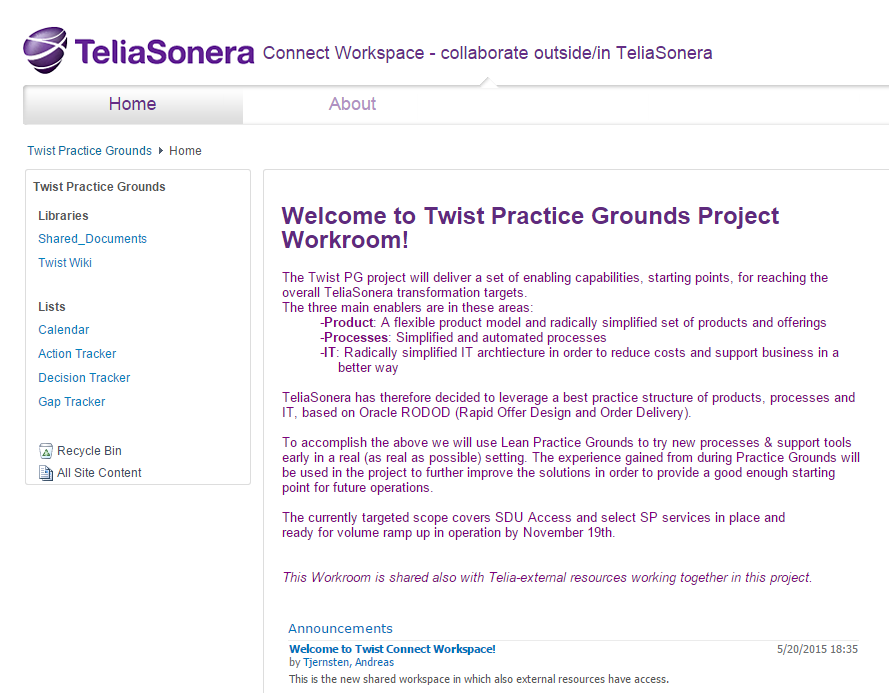 TeliaSonera Connect Workspace - collaborate outside/in TeliaSonera
Home About
Twist Practice Grounds Home
Twist Practice Grounds
Libraries
Shared_Documents
Twist Wiki
Lists
Calendar
Action Tracker
Decision Tracker
Gap Tracker
Recycle Bin
All Site Content
Welcome to Twist Practice Grounds Project
Workroom!
The Twist PG project will deliver a set of enabling capabilities, starting points, for reaching the
overall TeliaSonera transformation targets.
The three main enablers are in these areas:
-Product: A flexible product model and radically simplified set of products and offerings
-Processes: Simplified and automated processes
-IT: Radically simplified IT archtiecture in order to reduce costs and support business in a
better way
TeliaSonera has therefore decided to leverage a best practice structure of products, processes and
IT, based on Oracle RODOD (Rapid Offer Design and Order Delivery).
To accomplish the above we will use Lean Practice Grounds to try new processes & support tools
early in a real (as real as possible) setting. The experience gained from during Practice Grounds will
be used in the project to further improve the solutions in order to provide a good enough starting
point for future operations.
The currently targeted scope covers SDU Access and select SP services in place and
ready for volume ramp up in operation by November 19th.
This Workroom is shared also with Telia-external resources working together in this project.
Announcements
Welcome to Twist Connect Workspace! 5/20/2015 18:35
by Tjernsten, Andreas
This is the new shared workspace in which also external resources have access.